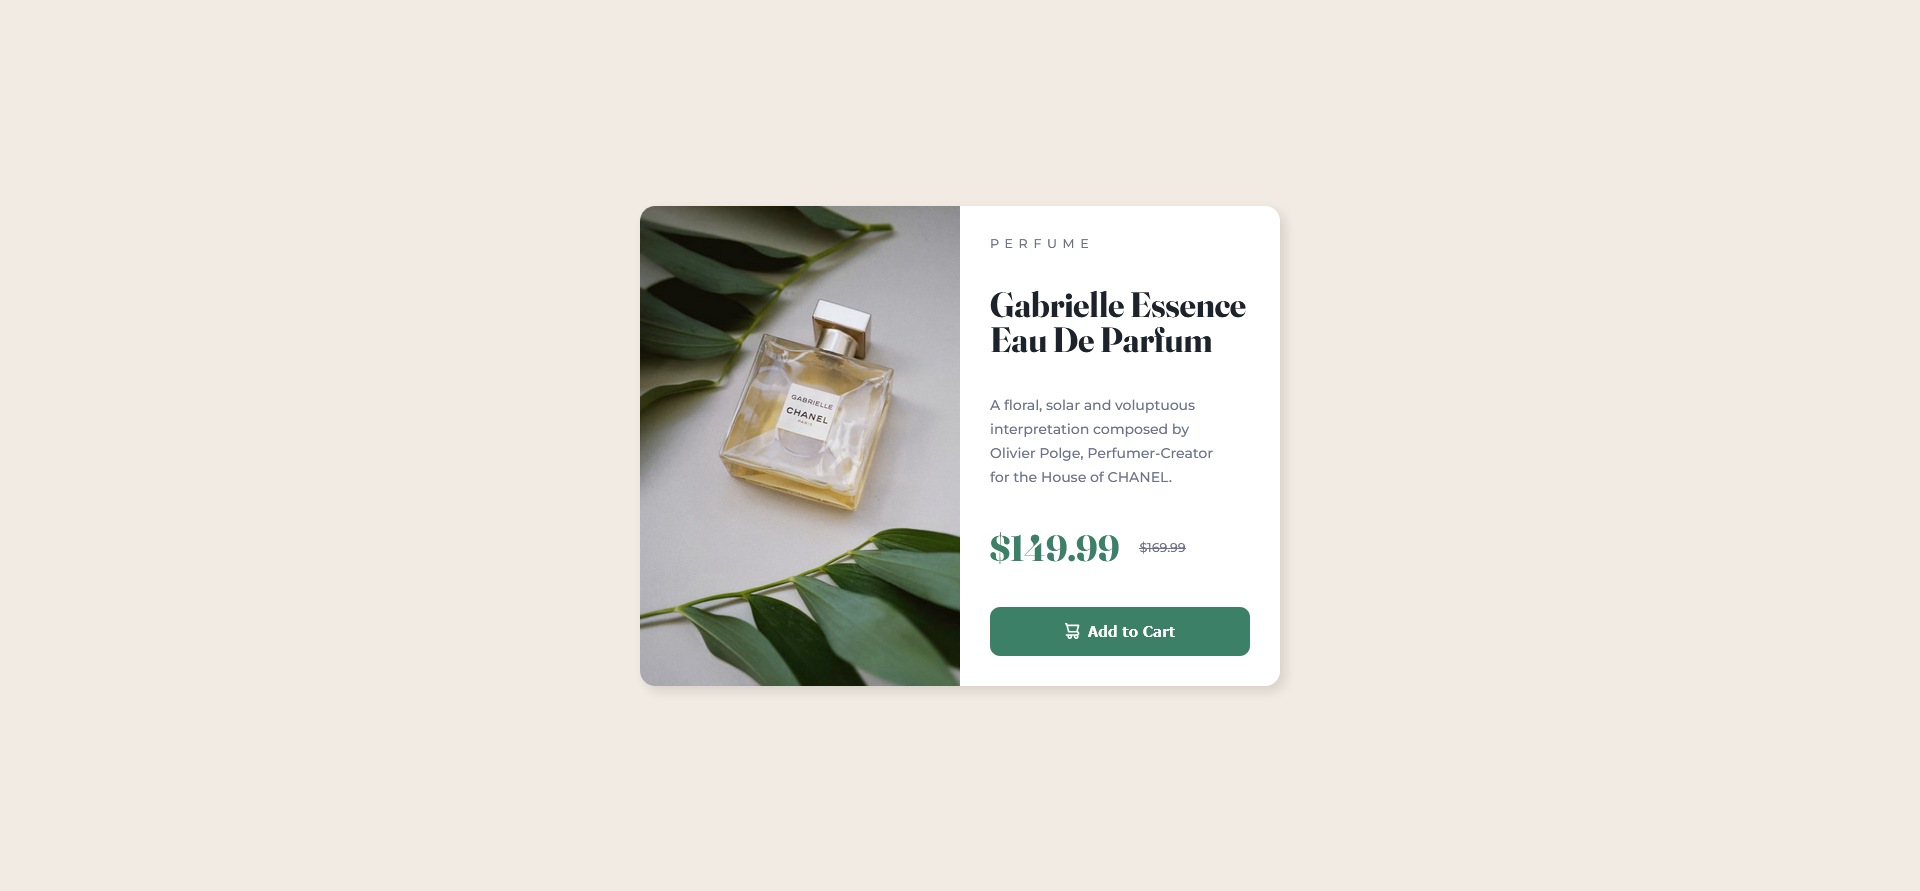 GABRIELLE
CHANEL
PARIS
PERFUME
Gabrielle Essence
Eau De Parfum
A floral, solar and voluptuous
interpretation composed by
Olivier Polge, Perfumer-Creator
for the House of CHANEL.
$149.99 $169.99
Add to Cart